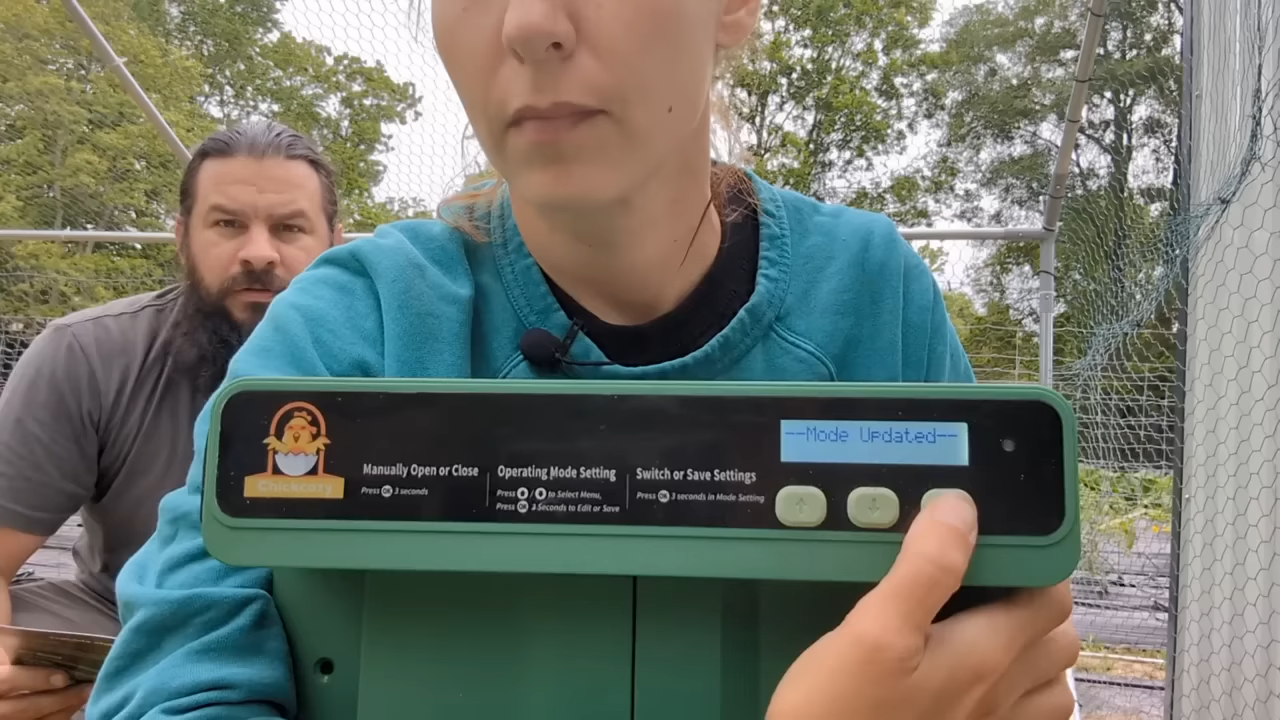 Chickcozy
Manually Open or Close
Press OK 3 seconds
Operating Mode Setting
Press / to Select Menu,
Press OK 3 Seconds to Edit or Save
Switch or Save Settings
Press OK 3 seconds in Mode Setting
--Mode Updated--